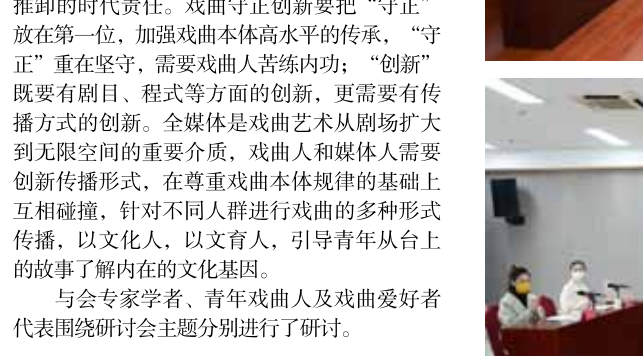 推卸的时代责任。戏曲守正创新要把“守正”
放在第一位，加强戏曲本体高水平的传承，“守
正”重在坚守，需要戏曲人苦练内功；“创新”
既要有剧目、程式等方面的创新，更需要有传
播方式的创新。全媒体是戏曲艺术从剧场扩大
到无限空间的重要介质，戏曲人和媒体人需要
创新传播形式，在尊重戏曲本体规律的基础上
互相碰撞，针对不同人群进行戏曲的多种形式
传播，以文化人，以文育人，引导青年从台上
的故事了解内在的文化基因。
与会专家学者、青年戏曲人及戏曲爱好者
代表围绕研讨会主题分别进行了研讨。